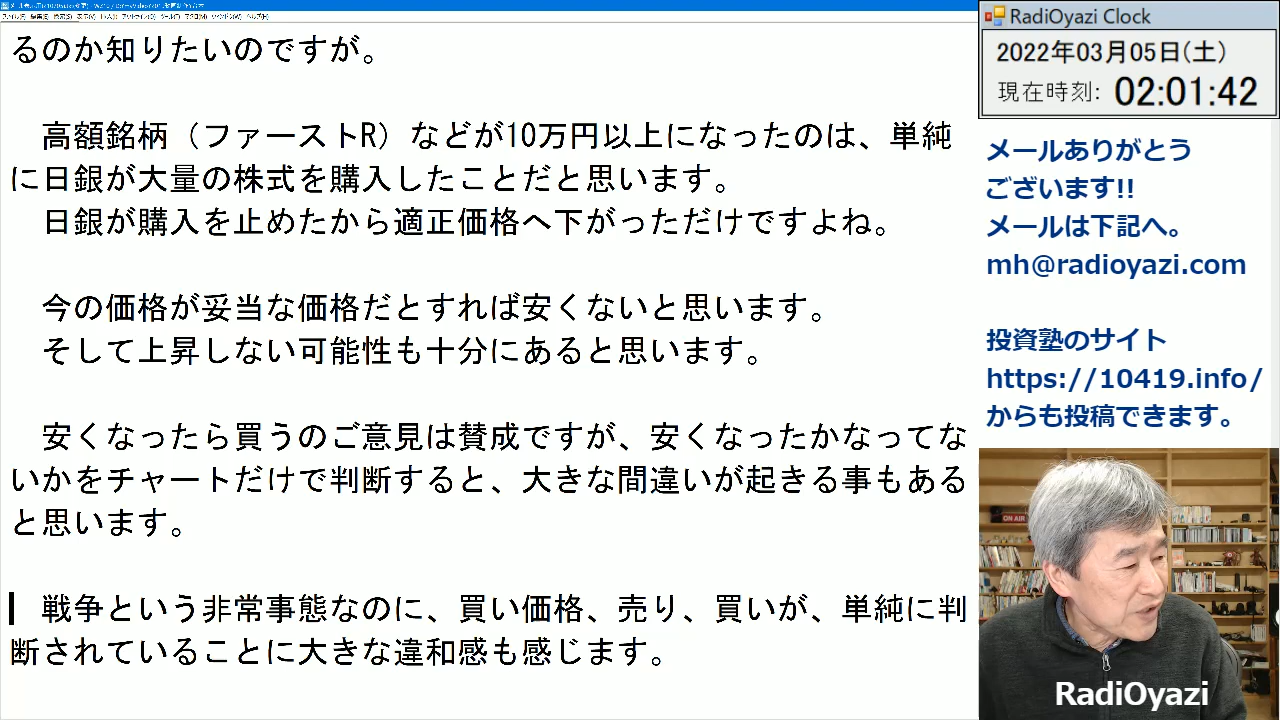 るのか知りたいのですが。
高額銘柄（ファーストR）などが10万円以上になったのは、単純
に日銀が大量の株式を購入したことだと思います。
日銀が購入を止めたから適正価格へ下がっただけですよね。
今の価格が妥当な価格だとすれば安くないと思います。
そして上昇しない可能性も十分にあると思います。
安くなったら買うのご意見は賛成ですが、安くなったかなってな
いかをチャートだけで判断すると、大きな間違いが起きる事もある
と思います。
戦争という非常事態なのに、買い価格、売り、買いが、単純に判
断されていることに大きな違和感も感じます。
RadiOyazi Clock
2022年03月05日(土)
現在時刻: 02:01:42
メールありがとう
ございます!!
メールは下記へ。
mh@radioyazi.com
投資塾のサイト
https://10419.info/
からも投稿できます。
ON AIR
RadiOyazi